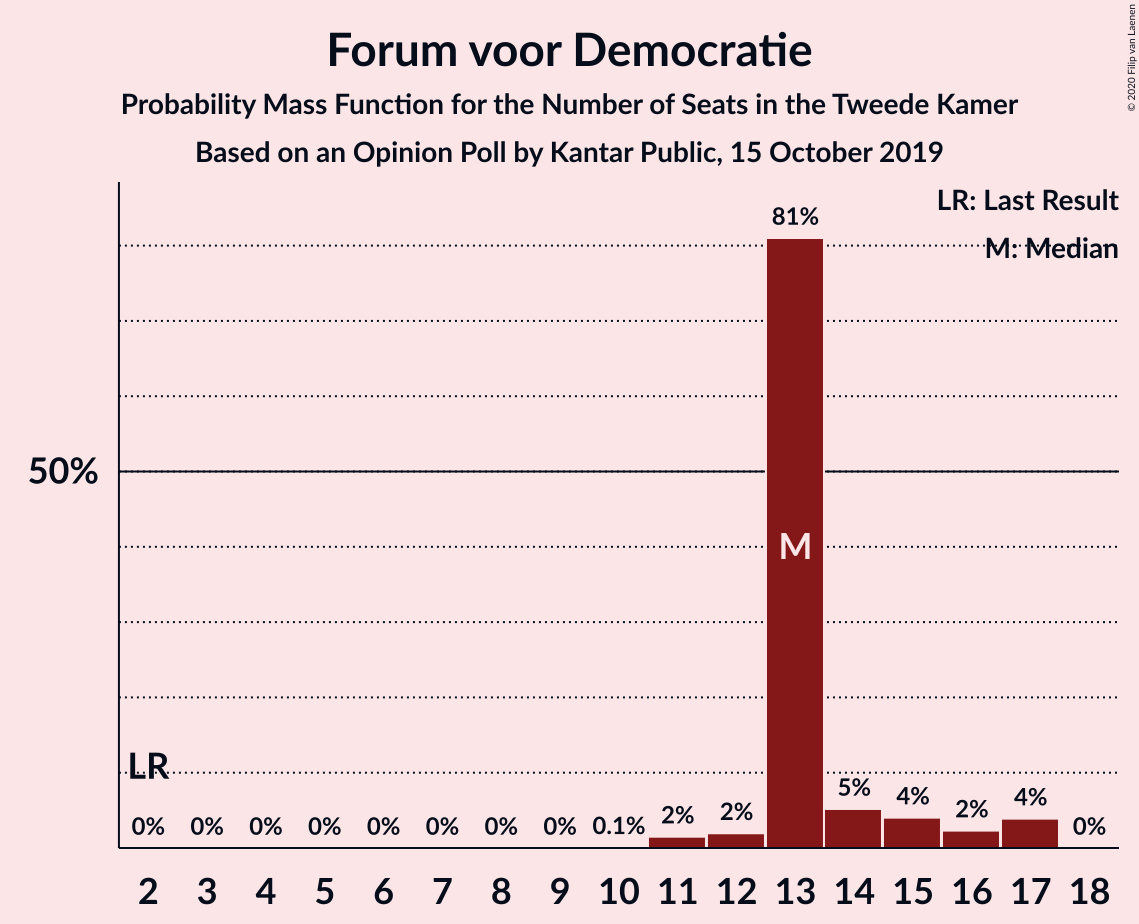 Forum voor Democratie
Probability Mass Function for the Number of Seats in the Tweede Kamer
Based on an Opinion Poll by Kantar Public, 15 October 2019
© 2020 Filip van Laenen
LR: Last Result
M: Median
81%
50%
M
LR
0% 0% 0% 0% 0% 0% 0% 0% 0.1% 2% 2% 5% 4% 2% 4% 0%
2 3 4 5 6 7 8 9 10 11 12 13 14 15 16 17 18